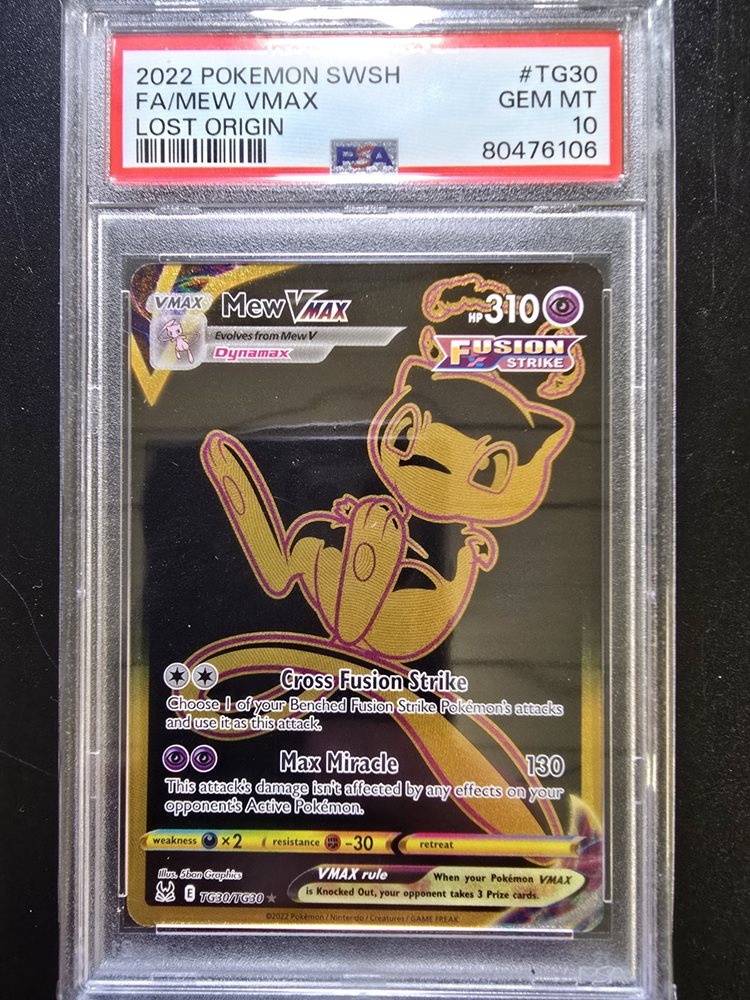 2022 POKEMON SWSH #TG30
FA/MEW VMAX GEM MT
LOST ORIGIN 10
PSA 80476106
VMAX Mew VMAX HP 310
Evolves from Mew V
Dynamax
FUSION
STRIKE
Cross Fusion Strike
Choose 1 of your Benched Fusion Strike Pokémon's attacks
and use it as this attack.
Max Miracle 130
This attack's damage isn't affected by any effects on your
opponent's Active Pokémon.
weakness ×2 resistance -30 retreat
Illus. 5ban Graphics
VMAX rule When your Pokémon VMAX
is Knocked Out, your opponent takes 3 Prize cards.
E TG30/TG30 ★
©2022 Pokémon / Nintendo / Creatures / GAME FREAK
PSA